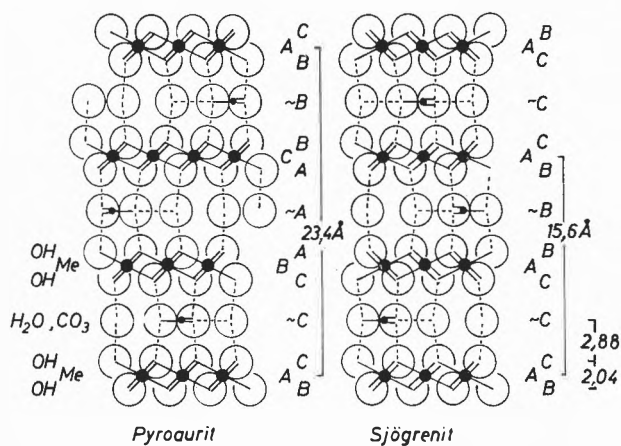 C B
A A
B C
~B ~C
B C
C A
A B
~A ~B
23,4Å 15,6Å
OH A B
Me B A
OH C C
H₂O, CO₃ ~C ~C
2,88
OH C C
Me A A
OH B B
2,04
Pyroaurit Sjögrenit